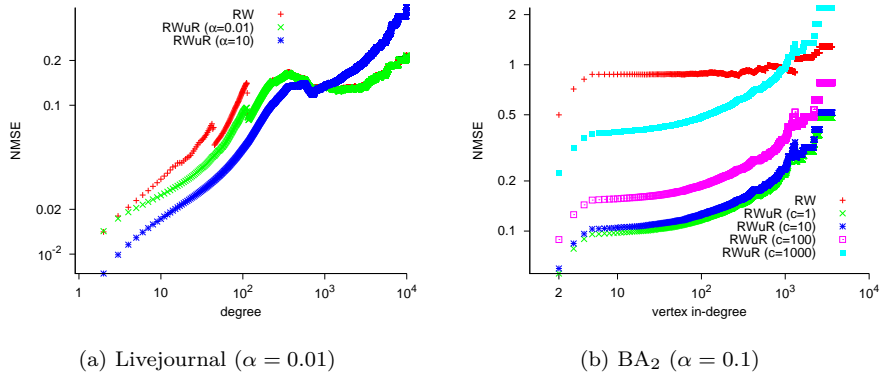 RW
RWuR (α=0.01)
RWuR (α=10)
NMSE
0.2
0.1
0.02
10^-2
1
10
10^2
10^3
10^4
degree
(a) Livejournal (α = 0.01)
NMSE
2
1
0.5
0.2
0.1
RW
RWuR (c=1)
RWuR (c=10)
RWuR (c=100)
RWuR (c=1000)
2
10
10^2
10^3
10^4
vertex in-degree
(b) BA₂ (α = 0.1)